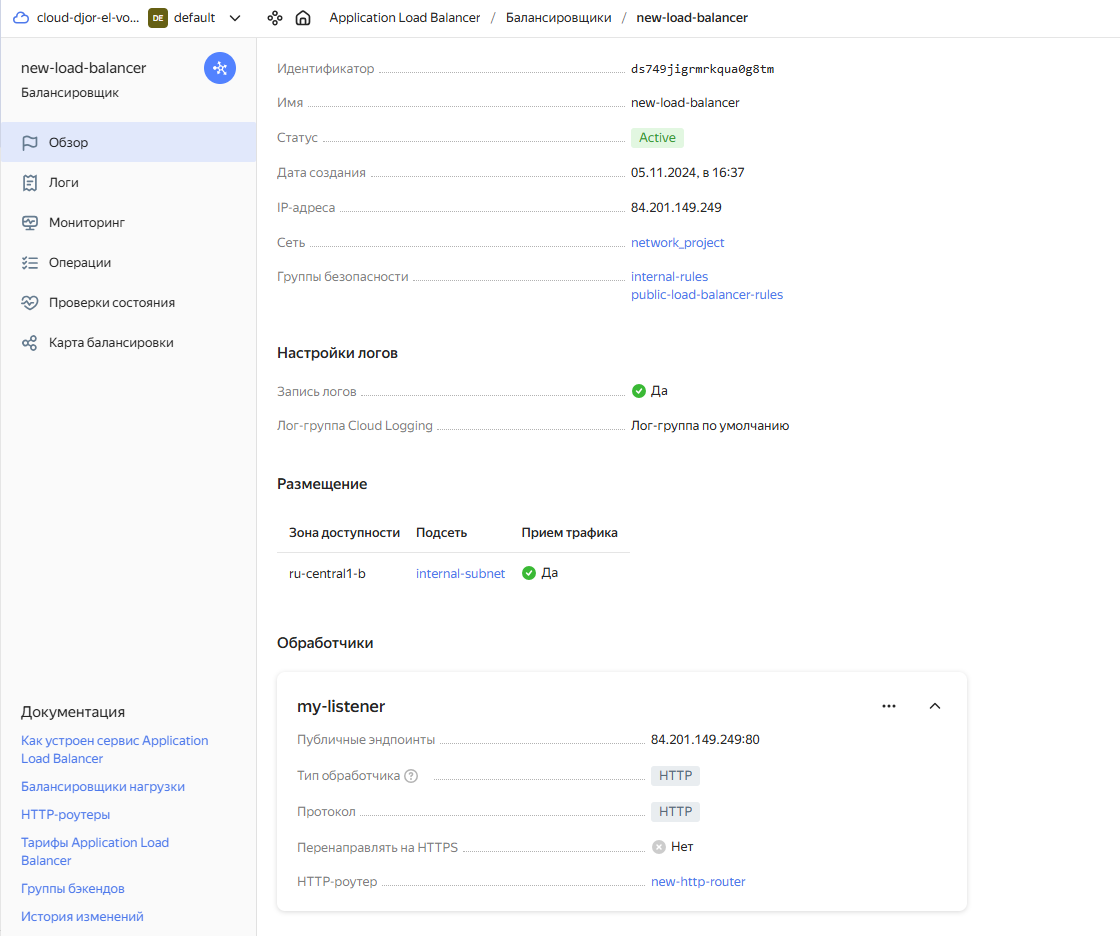 cloud-djor-el-vo... DE default Application Load Balancer / Балансировщики / new-load-balancer
new-load-balancer
Балансировщик
Обзор
Логи
Мониторинг
Операции
Проверки состояния
Карта балансировки
Документация
Как устроен сервис Application
Load Balancer
Балансировщики нагрузки
HTTP-роутеры
Тарифы Application Load
Balancer
Группы бэкендов
История изменений
Идентификатор ds749jigrmrkqua0g8tm
Имя new-load-balancer
Статус Active
Дата создания 05.11.2024, в 16:37
IP-адреса 84.201.149.249
Сеть network_project
Группы безопасности internal-rules
public-load-balancer-rules
Настройки логов
Запись логов Да
Лог-группа Cloud Logging Лог-группа по умолчанию
Размещение
Зона доступности Подсеть Прием трафика
ru-central1-b internal-subnet Да
Обработчики
my-listener
Публичные эндпоинты 84.201.149.249:80
Тип обработчика HTTP
Протокол HTTP
Перенаправлять на HTTPS Нет
HTTP-роутер new-http-router